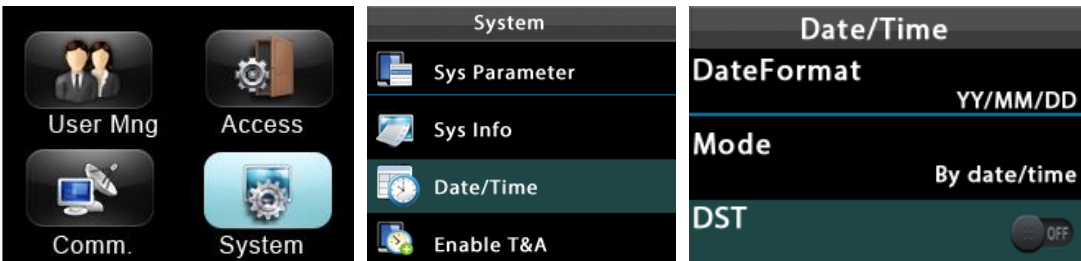 User Mng
Access
Comm.
System
System
Sys Parameter
Sys Info
Date/Time
Enable T&A
Date/Time
DateFormat
YY/MM/DD
Mode
By date/time
DST
OFF